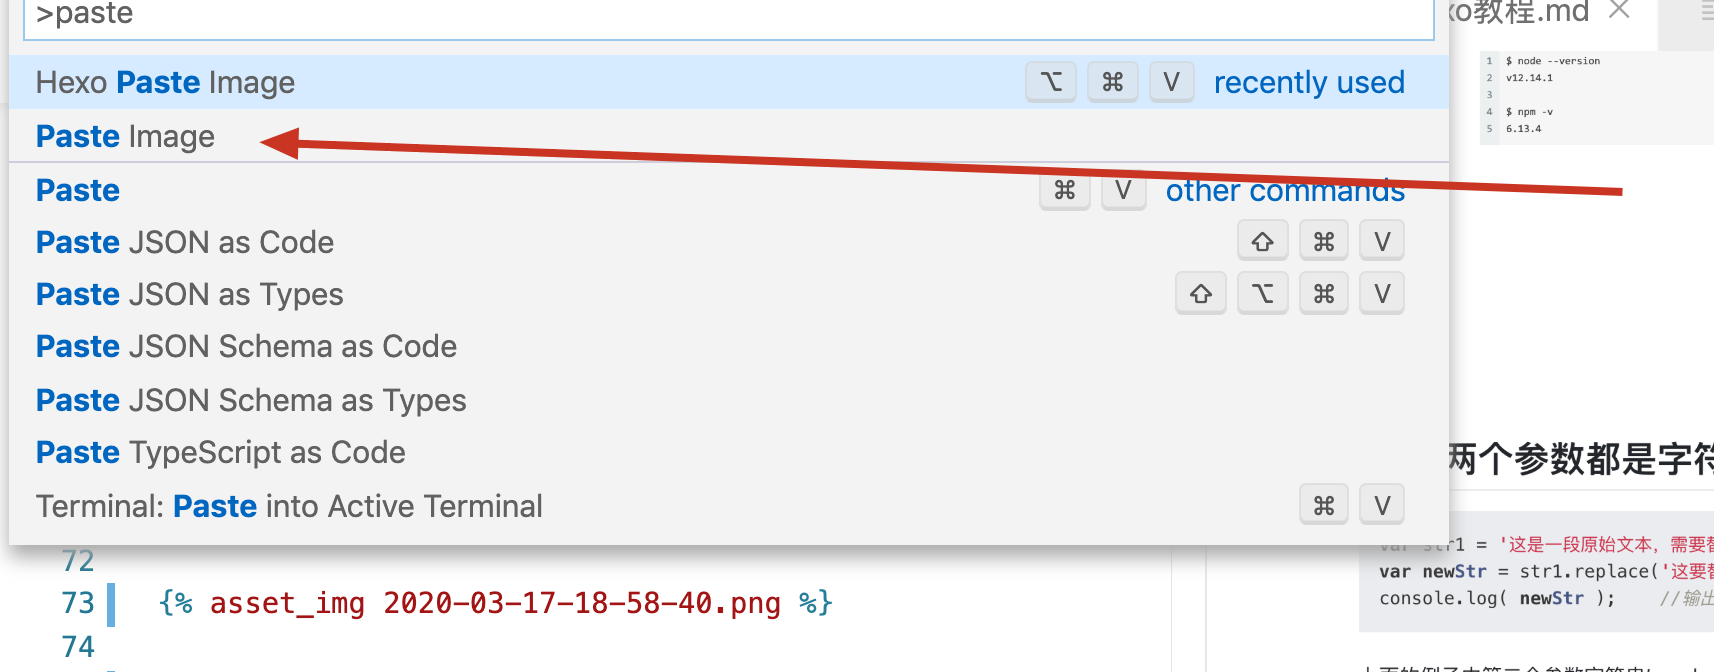 >paste
Hexo Paste Image ⌥ ⌘ V recently used
Paste Image
Paste ⌘ V other commands
Paste JSON as Code ⇧ ⌘ V
Paste JSON as Types ⇧ ⌥ ⌘ V
Paste JSON Schema as Code
Paste JSON Schema as Types
Paste TypeScript as Code
Terminal: Paste into Active Terminal ⌘ V
72
73 {% asset_img 2020-03-17-18-58-40.png %}
74
xo教程.md ×
1 $ node --version
2 v12.14.1
3
4 $ npm -v
5 6.13.4
两个参数都是字符
var str1 = '这是一段原始文本，需要替
var newStr = str1.replace('这要替
console.log( newStr ); //输出